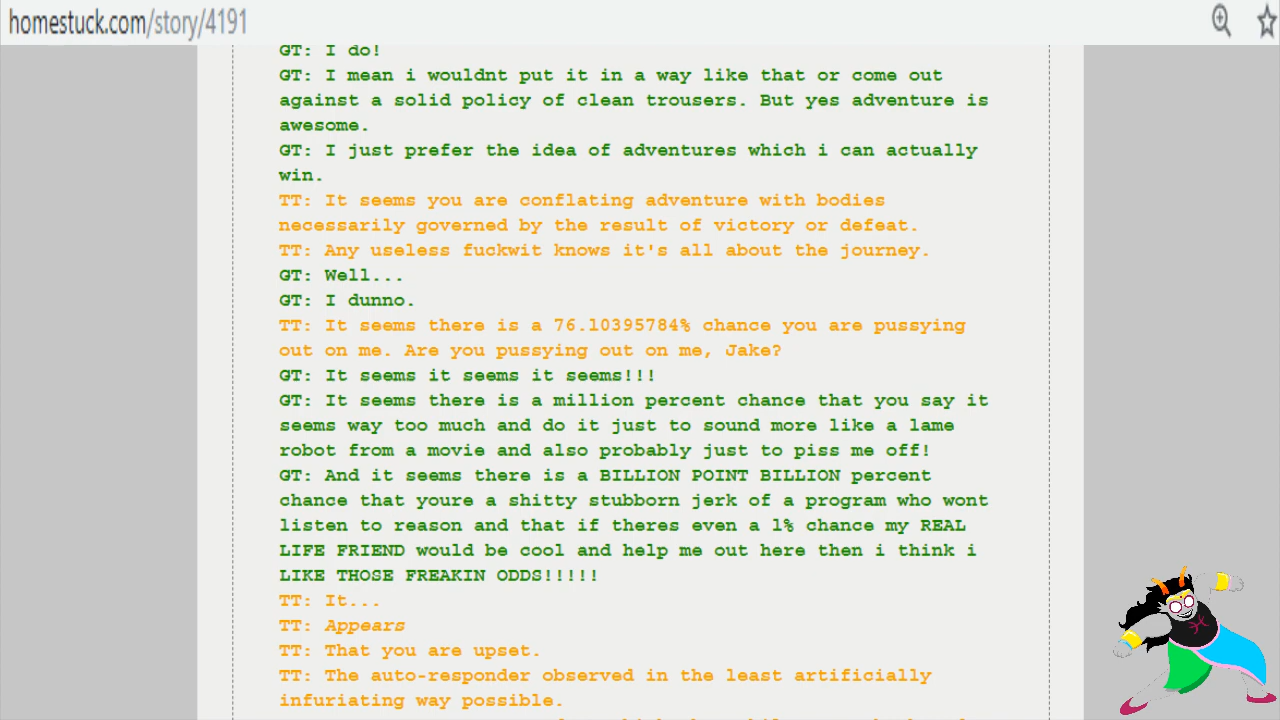 homestuck.com/story/4191
GT: I do!
GT: I mean i wouldnt put it in a way like that or come out
against a solid policy of clean trousers. But yes adventure is
awesome.
GT: I just prefer the idea of adventures which i can actually
win.
TT: It seems you are conflating adventure with bodies
necessarily governed by the result of victory or defeat.
TT: Any useless fuckwit knows it's all about the journey.
GT: Well...
GT: I dunno.
TT: It seems there is a 76.10395784% chance you are pussying
out on me. Are you pussying out on me, Jake?
GT: It seems it seems it seems!!!
GT: It seems there is a million percent chance that you say it
seems way too much and do it just to sound more like a lame
robot from a movie and also probably just to piss me off!
GT: And it seems there is a BILLION POINT BILLION percent
chance that youre a shitty stubborn jerk of a program who wont
listen to reason and that if theres even a 1% chance my REAL
LIFE FRIEND would be cool and help me out here then i think i
LIKE THOSE FREAKIN ODDS!!!!!
TT: It...
TT: Appears
TT: That you are upset.
TT: The auto-responder observed in the least artificially
infuriating way possible.